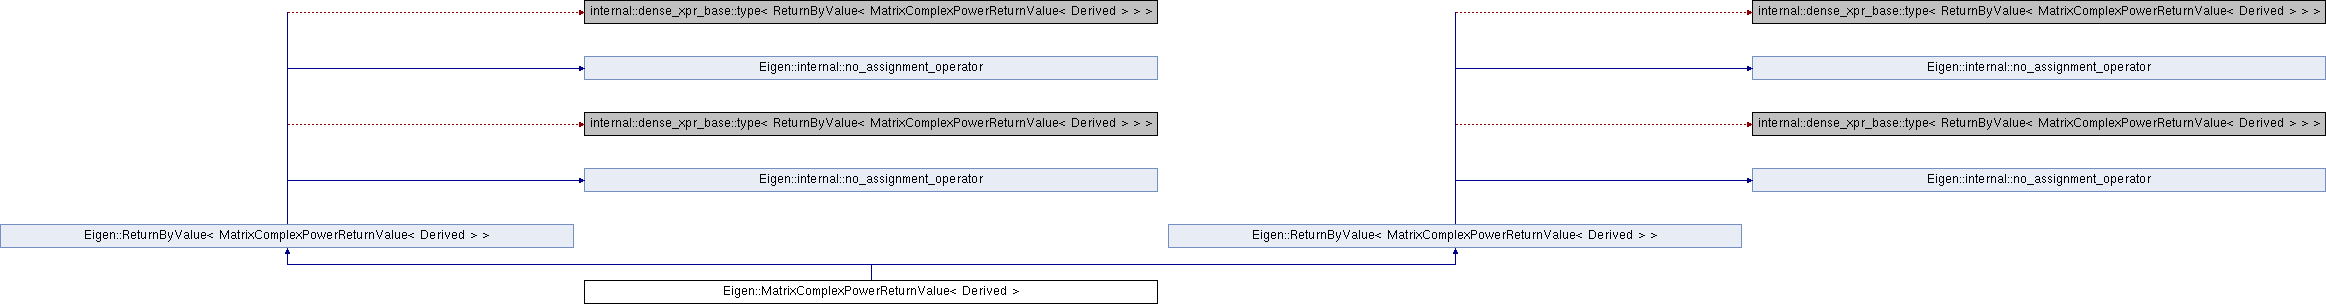 internal::dense_xpr_base::type< ReturnByValue< MatrixComplexPowerReturnValue< Derived > > >
internal::dense_xpr_base::type< ReturnByValue< MatrixComplexPowerReturnValue< Derived > > >
Eigen::internal::no_assignment_operator
Eigen::internal::no_assignment_operator
internal::dense_xpr_base::type< ReturnByValue< MatrixComplexPowerReturnValue< Derived > > >
internal::dense_xpr_base::type< ReturnByValue< MatrixComplexPowerReturnValue< Derived > > >
Eigen::internal::no_assignment_operator
Eigen::internal::no_assignment_operator
Eigen::ReturnByValue< MatrixComplexPowerReturnValue< Derived > >
Eigen::ReturnByValue< MatrixComplexPowerReturnValue< Derived > >
Eigen::MatrixComplexPowerReturnValue< Derived >